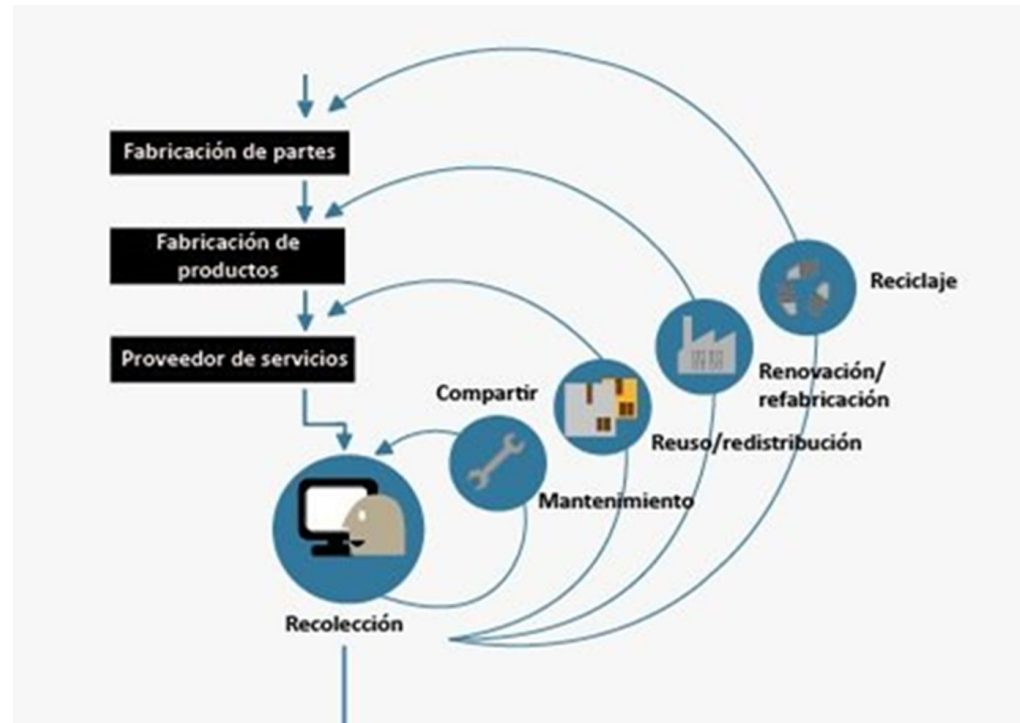 Fabricación de partes
Fabricación de
productos
Proveedor de servicios
Reciclaje
Renovación/
refabricación
Compartir
Reuso/redistribución
Mantenimiento
Recolección